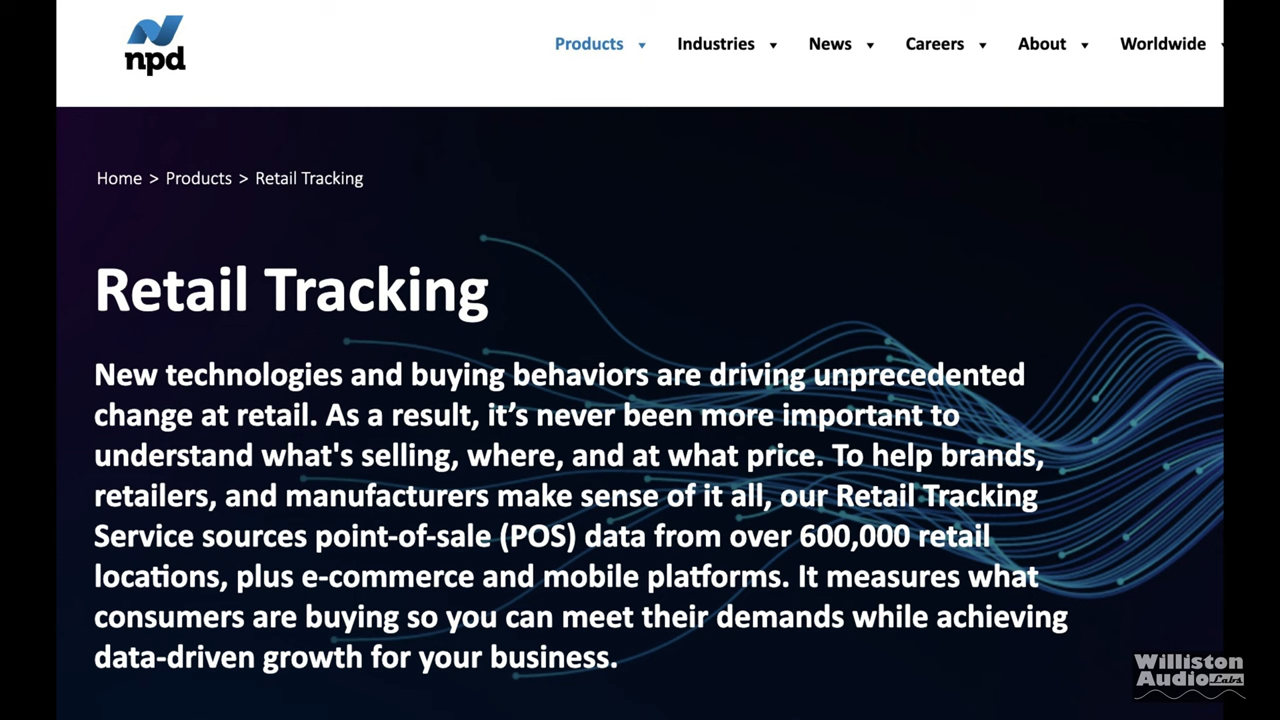 npd
Products
Industries
News
Careers
About
Worldwide
Home > Products > Retail Tracking
Retail Tracking
New technologies and buying behaviors are driving unprecedented
change at retail. As a result, it’s never been more important to
understand what's selling, where, and at what price. To help brands,
retailers, and manufacturers make sense of it all, our Retail Tracking
Service sources point-of-sale (POS) data from over 600,000 retail
locations, plus e-commerce and mobile platforms. It measures what
consumers are buying so you can meet their demands while achieving
data-driven growth for your business.
Williston
Audio Labs